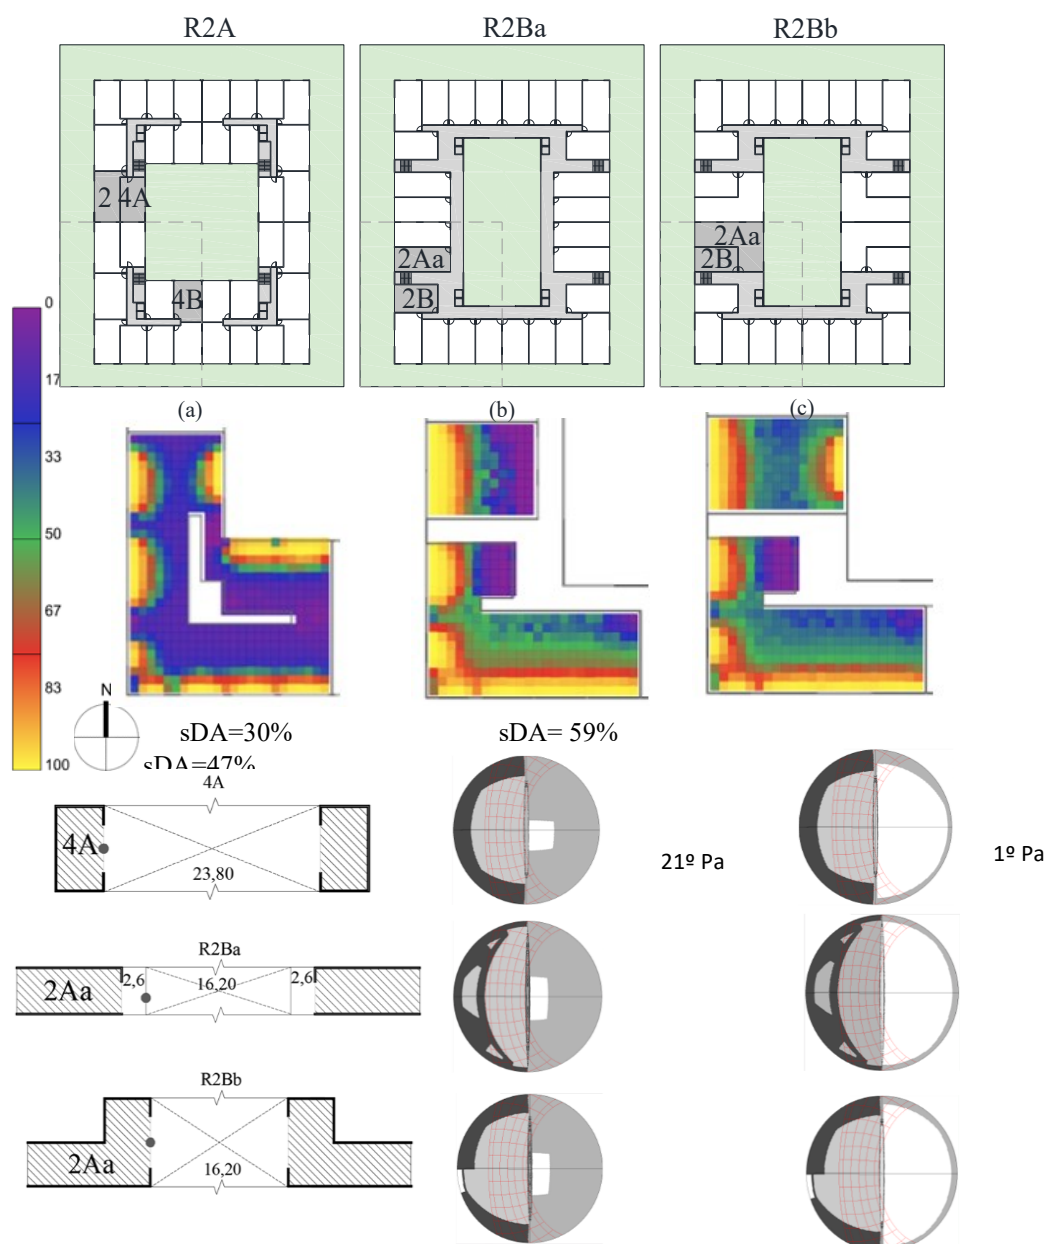 R2A R2Ba R2Bb
2 4A
4B
2Aa
2B
2Aa
2B
(a) (b) (c)
0
17
33
50
67
83
100
N
sDA=30% sDA= 59%
sDA=47%
4A
4A
23,80
21º Pa 1º Pa
R2Ba
2Aa 2,6 16,20 2,6
R2Bb
2Aa 16,20